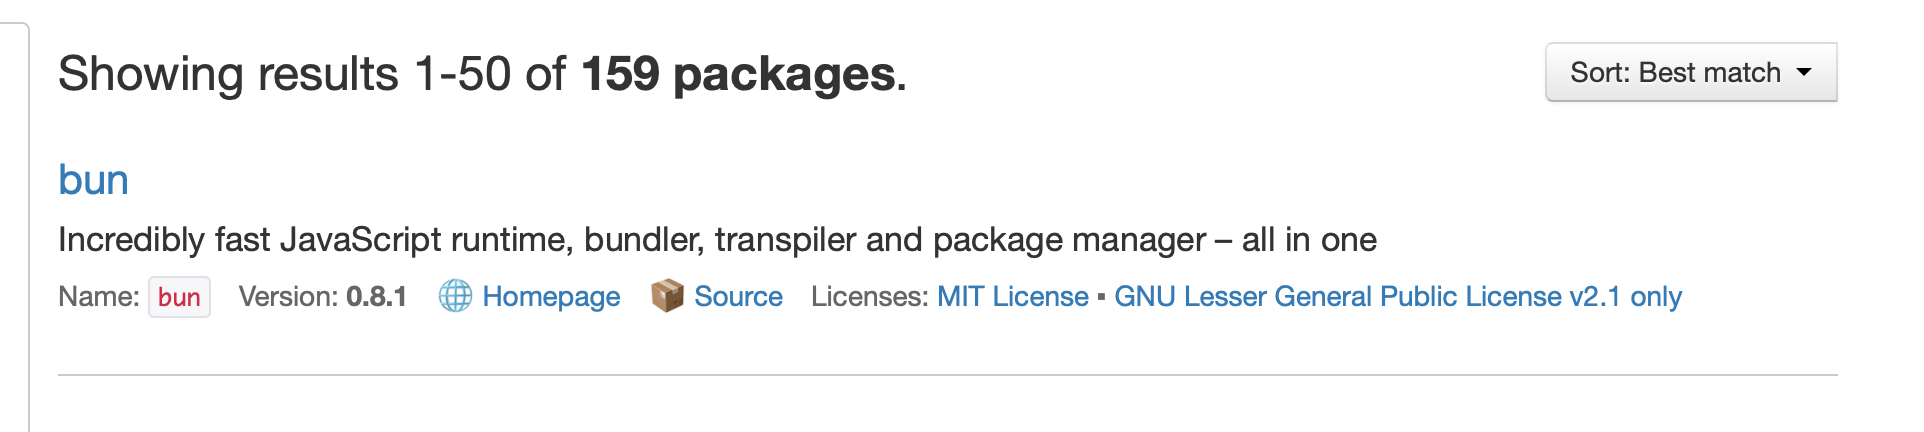 Showing results 1-50 of 159 packages.
Sort: Best match
bun
Incredibly fast JavaScript runtime, bundler, transpiler and package manager – all in one
Name: bun Version: 0.8.1 Homepage Source Licenses: MIT License ▪ GNU Lesser General Public License v2.1 only